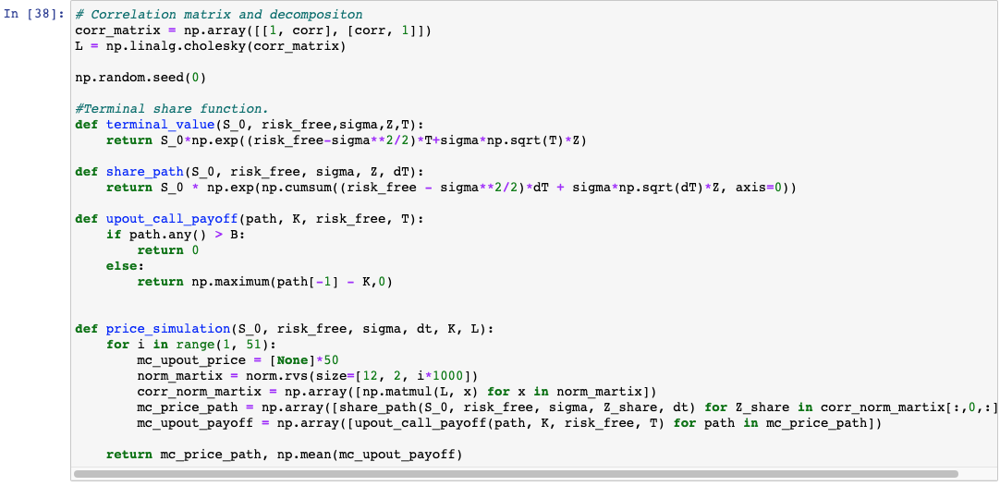 In [38]: # Correlation matrix and decompositon
corr_matrix = np.array([[1, corr], [corr, 1]])
L = np.linalg.cholesky(corr_matrix)
np.random.seed(0)
#Terminal share function.
def terminal_value(S_0, risk_free,sigma,Z,T):
    return S_0*np.exp((risk_free-sigma**2/2)*T+sigma*np.sqrt(T)*Z)
def share_path(S_0, risk_free, sigma, Z, dT):
    return S_0 * np.exp(np.cumsum((risk_free - sigma**2/2)*dT + sigma*np.sqrt(dT)*Z, axis=0))
def upout_call_payoff(path, K, risk_free, T):
    if path.any() > B:
        return 0
    else:
        return np.maximum(path[-1] - K,0)
def price_simulation(S_0, risk_free, sigma, dt, K, L):
    for i in range(1, 51):
        mc_upout_price = [None]*50
        norm_martix = norm.rvs(size=[12, 2, i*1000])
        corr_norm_martix = np.array([np.matmul(L, x) for x in norm_martix])
        mc_price_path = np.array([share_path(S_0, risk_free, sigma, Z_share, dt) for Z_share in corr_norm_martix[:,0,:]
        mc_upout_payoff = np.array([upout_call_payoff(path, K, risk_free, T) for path in mc_price_path])
    return mc_price_path, np.mean(mc_upout_payoff)